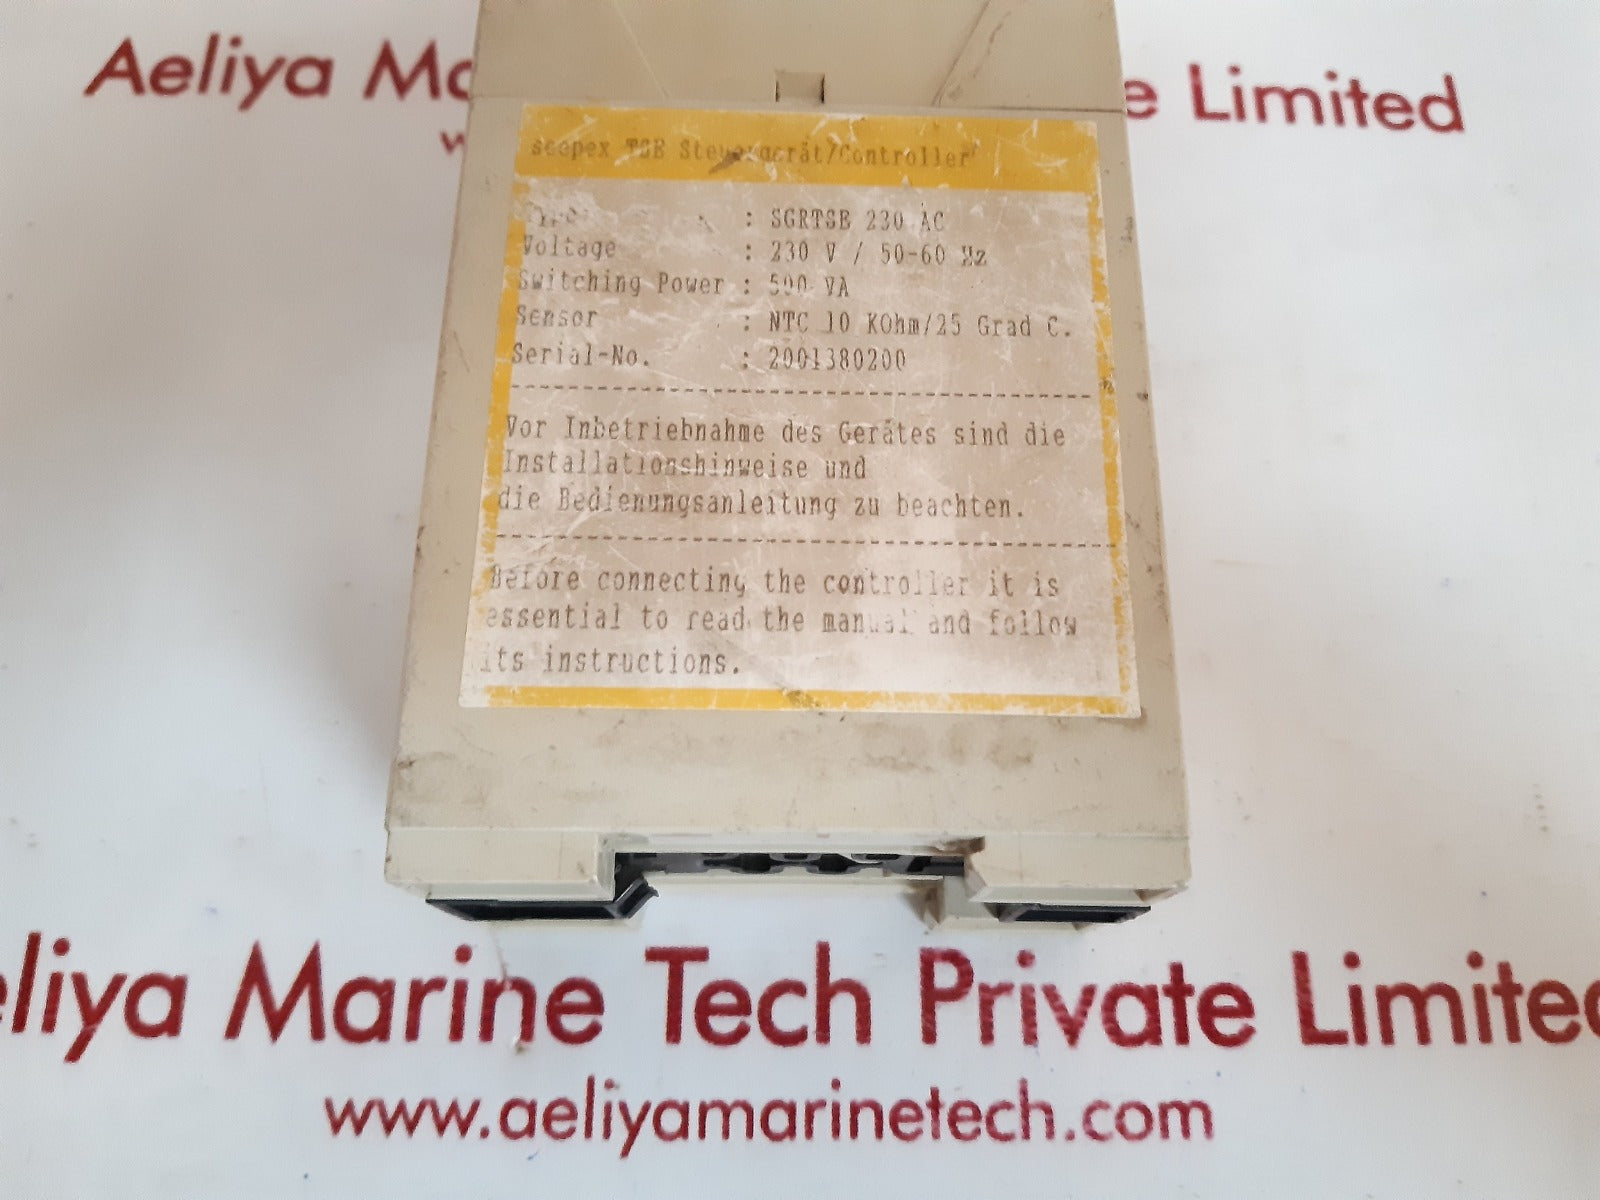 Aeliya Ma e Limited
w
seepex TSE Steuergerät/Controller
Type : SGRTSE 230 AC
Voltage : 230 V / 50-60 Hz
Switching Power : 500 VA
Sensor : NTC 10 KOhm/25 Grad C.
Serial-No. : 2001380200
Vor Inbetriebnahme des Gerätes sind die
Installationshinweise und
die Bedienungsanleitung zu beachten.
Before connecting the controller it is
essential to read the manual and follow
its instructions.
eliya Marine Tech Private Limited
www.aeliyamarinetech.com